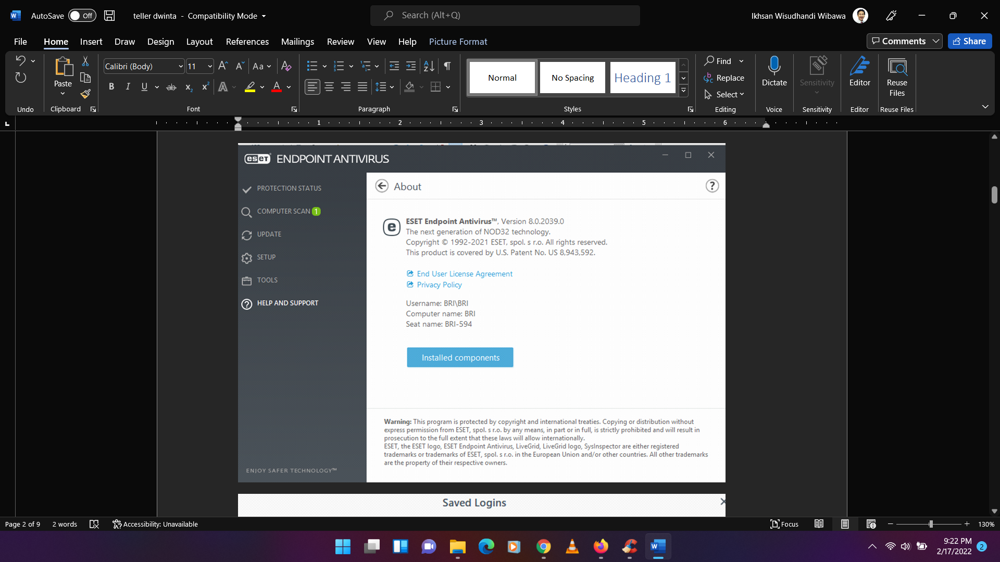 AutoSave Off teller dwinta - Compatibility Mode Search (Alt+Q) Ikhsan Wisudhandi Wibawa
File Home Insert Draw Design Layout References Mailings Review View Help Picture Format Comments Share
Paste Calibri (Body) 11 Aa Normal No Spacing Heading 1 Find Replace Select Dictate Sensitivity Editor Reuse Files
Undo Clipboard Font Paragraph Styles Editing Voice Sensitivity Editor Reuse Files
1 2 3 4 5 6
eset ENDPOINT ANTIVIRUS
PROTECTION STATUS
COMPUTER SCAN 1
UPDATE
SETUP
TOOLS
HELP AND SUPPORT
ENJOY SAFER TECHNOLOGY™
About ?
ESET Endpoint Antivirus™, Version 8.0.2039.0
The next generation of NOD32 technology.
Copyright © 1992-2021 ESET, spol. s r.o. All rights reserved.
This product is covered by U.S. Patent No. US 8,943,592.
End User License Agreement
Privacy Policy
Username: BRI\BRI
Computer name: BRI
Seat name: BRI-594
Installed components
Warning: This program is protected by copyright and international treaties. Copying or distribution without
express permission from ESET, spol. s r.o. by any means, in part or in full, is strictly prohibited and will result in
prosecution to the full extent that these laws will allow internationally.
ESET, the ESET logo, ESET Endpoint Antivirus, LiveGrid, LiveGrid logo, SysInspector are either registered
trademarks or trademarks of ESET, spol. s r.o. in the European Union and/or other countries. All other trademarks
are the property of their respective owners.
Saved Logins
Page 2 of 9 2 words Accessibility: Unavailable Focus 130%
9:22 PM
2/17/2022 2